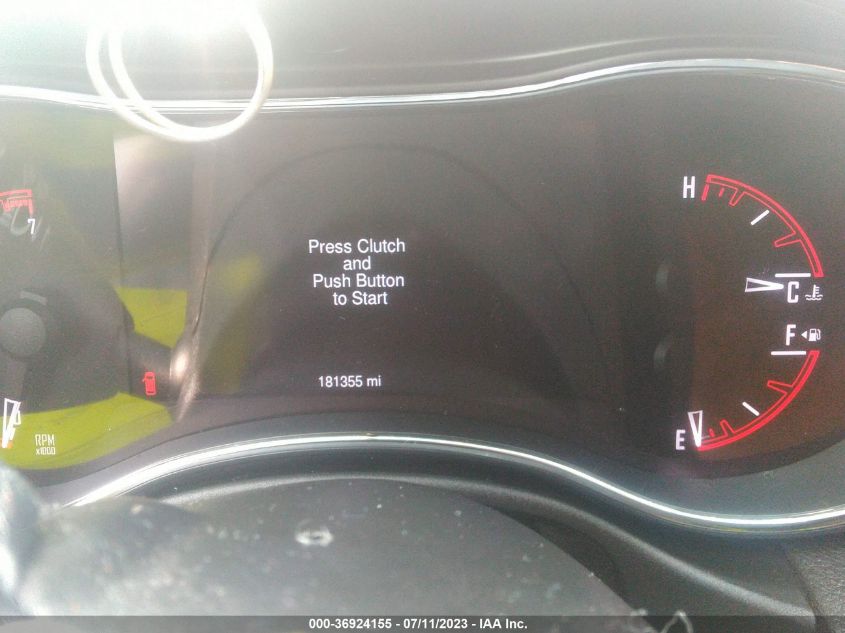 Press Clutch
and
Push Button
to Start
181355 mi
7
RPM
x1000
H
C
F
E
000-36924155 - 07/11/2023 - IAA Inc.